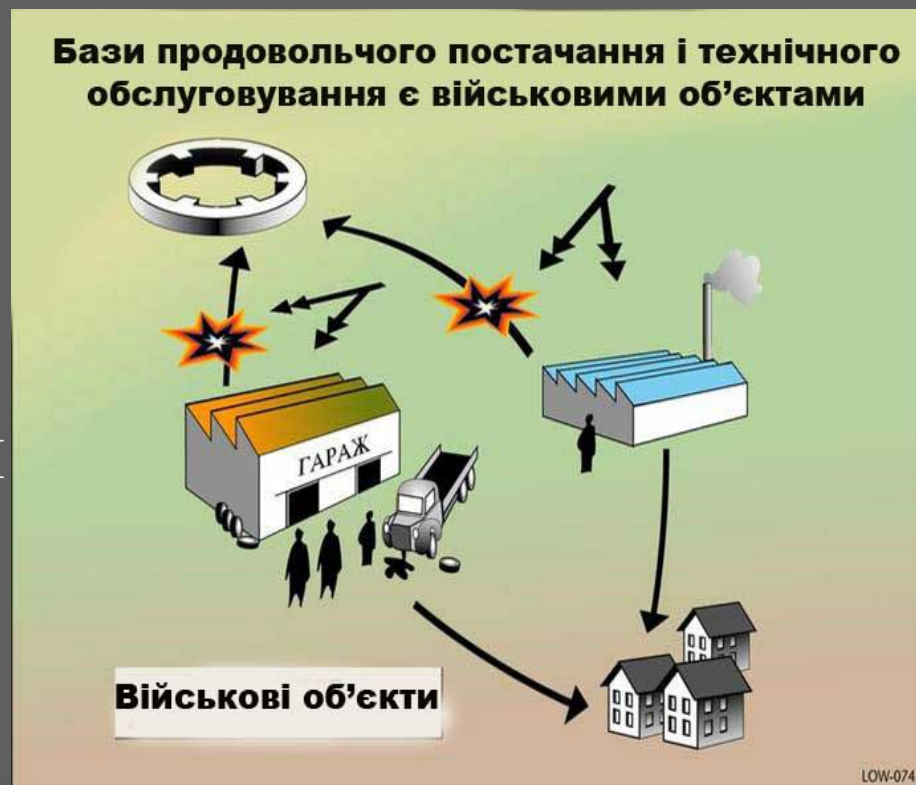 Бази продовольчого постачання і технічного
обслуговування є військовими об’єктами
ГАРАЖ
Військові об’єкти
LOW-074